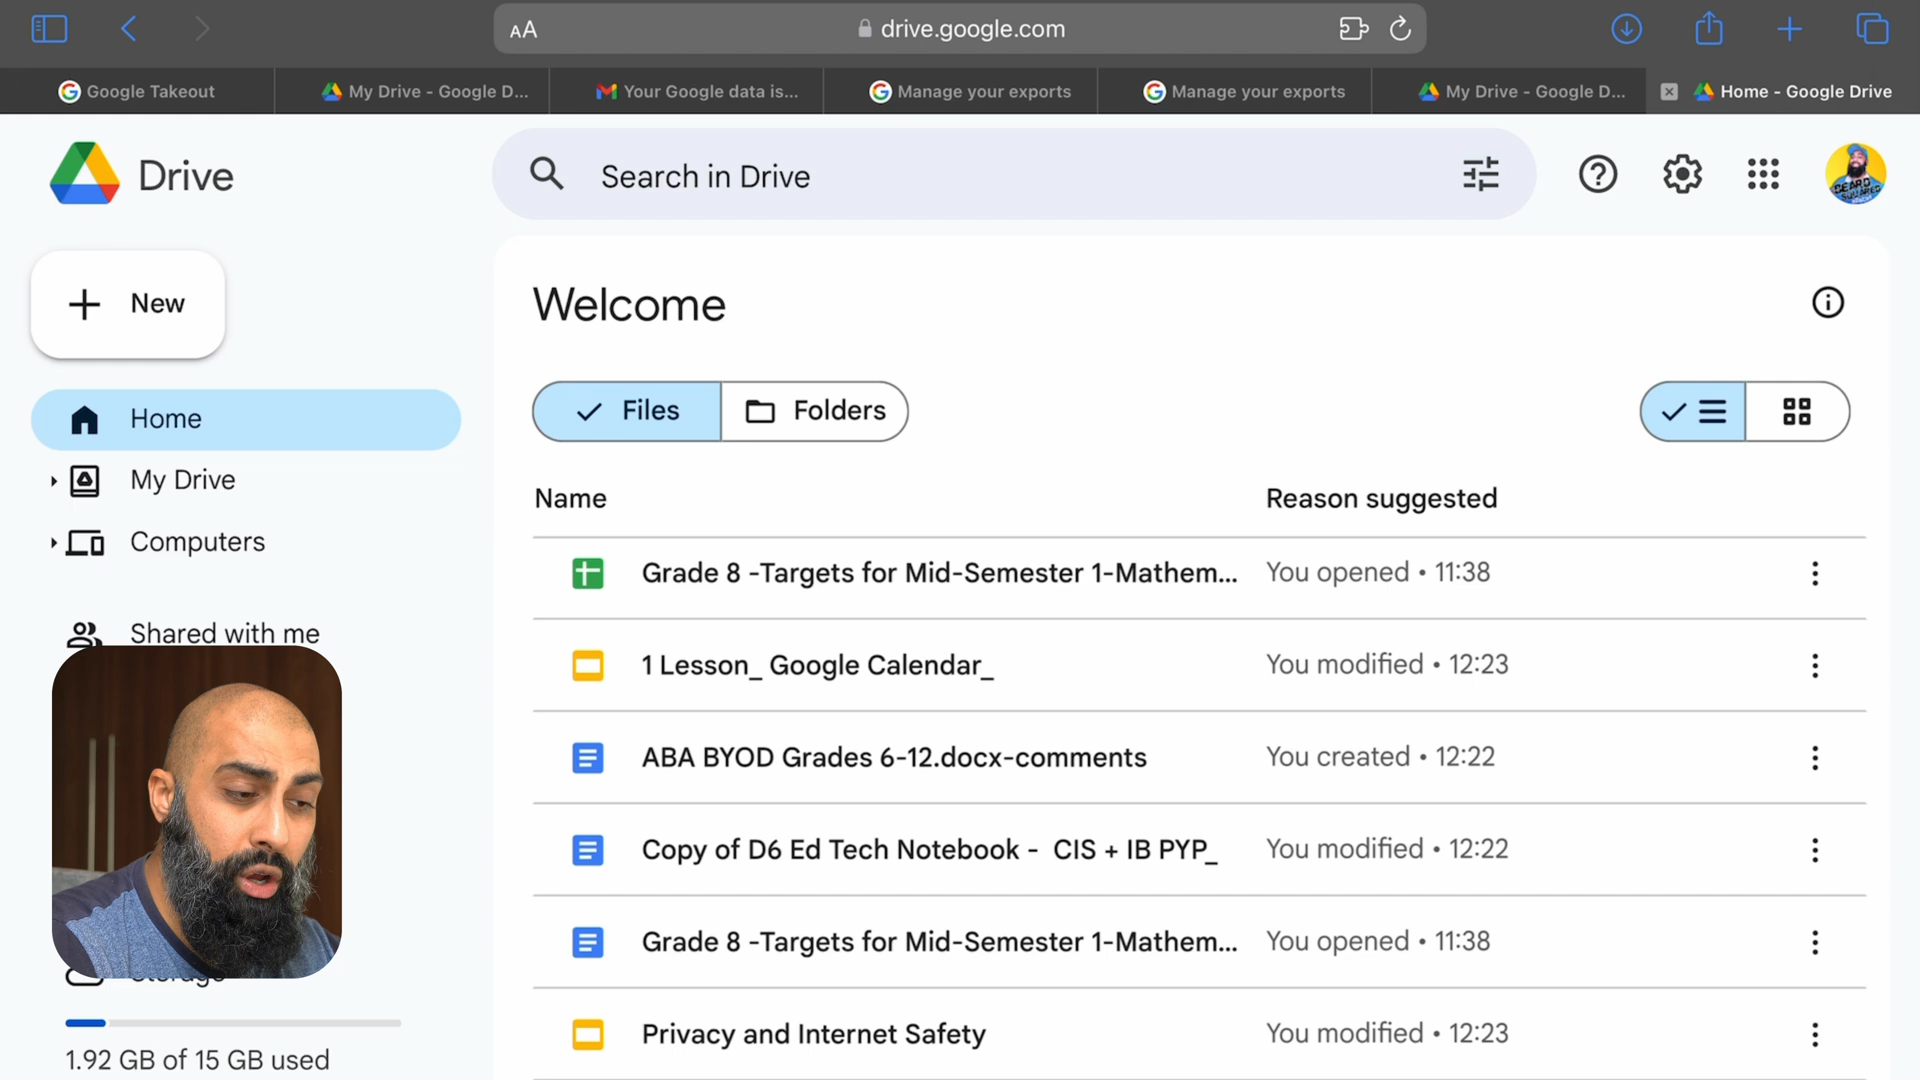 AA
drive.google.com
Google Takeout
My Drive - Google D...
Your Google data is...
Manage your exports
Manage your exports
My Drive - Google D...
Home - Google Drive
Drive
Search in Drive
BEARD
SQUARED
New
Welcome
Files
Folders
Home
My Drive
Computers
Shared with me
Storage
1.92 GB of 15 GB used
Name
Reason suggested
Grade 8 -Targets for Mid-Semester 1-Mathem...
You opened • 11:38
1 Lesson_ Google Calendar_
You modified • 12:23
ABA BYOD Grades 6-12.docx-comments
You created • 12:22
Copy of D6 Ed Tech Notebook - CIS + IB PYP_
You modified • 12:22
Grade 8 -Targets for Mid-Semester 1-Mathem...
You opened • 11:38
Privacy and Internet Safety
You modified • 12:23